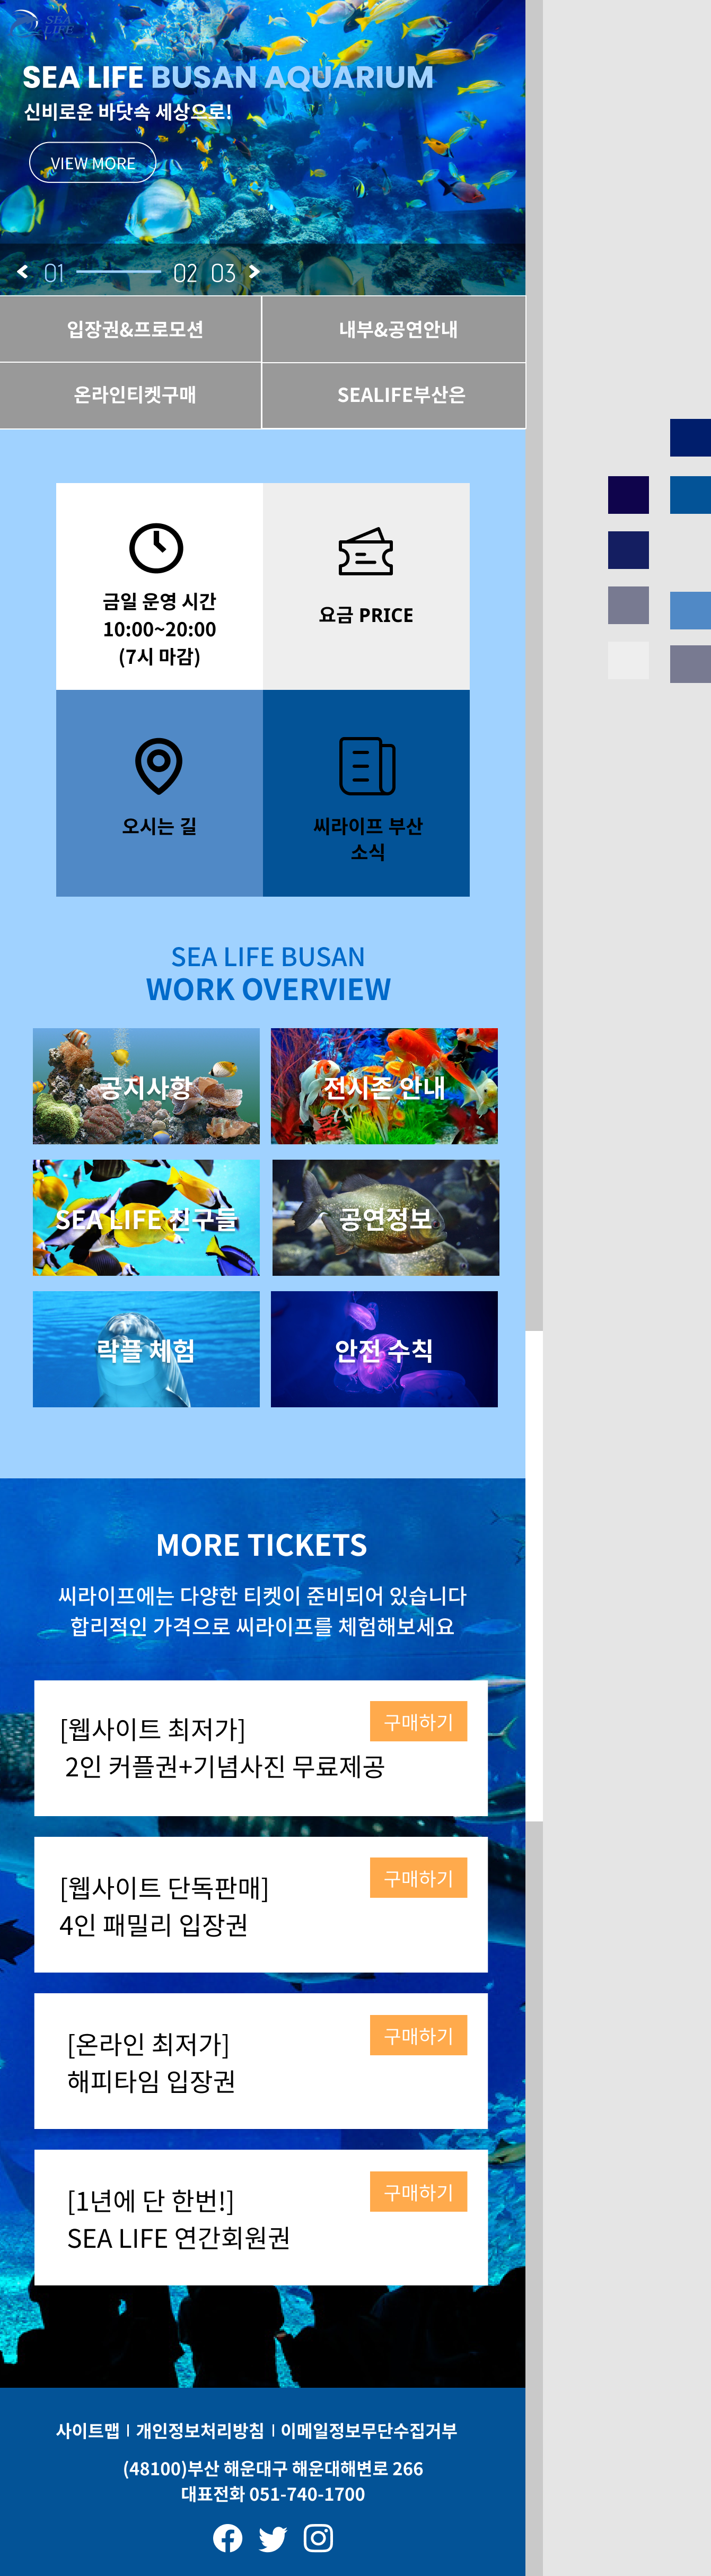 SEA
LIFE
SEA LIFE BUSAN AQUARIUM
신비로운 바닷속 세상으로!
VIEW MORE
01 02 03
입장권&프로모션
내부&공연안내
온라인티켓구매
SEALIFE부산은
금일 운영 시간
10:00~20:00
(7시 마감)
요금 PRICE
오시는 길
씨라이프 부산
소식
SEA LIFE BUSAN
WORK OVERVIEW
공지사항
전시존 안내
SEA LIFE 친구들
공연정보
락플 체험
안전 수칙
MORE TICKETS
씨라이프에는 다양한 티켓이 준비되어 있습니다
합리적인 가격으로 씨라이프를 체험해보세요
구매하기
[웹사이트 최저가]
2인 커플권+기념사진 무료제공
구매하기
[웹사이트 단독판매]
4인 패밀리 입장권
구매하기
[온라인 최저가]
해피타임 입장권
구매하기
[1년에 단 한번!]
SEA LIFE 연간회원권
사이트맵 | 개인정보처리방침 | 이메일정보무단수집거부
(48100)부산 해운대구 해운대해변로 266
대표전화 051-740-1700